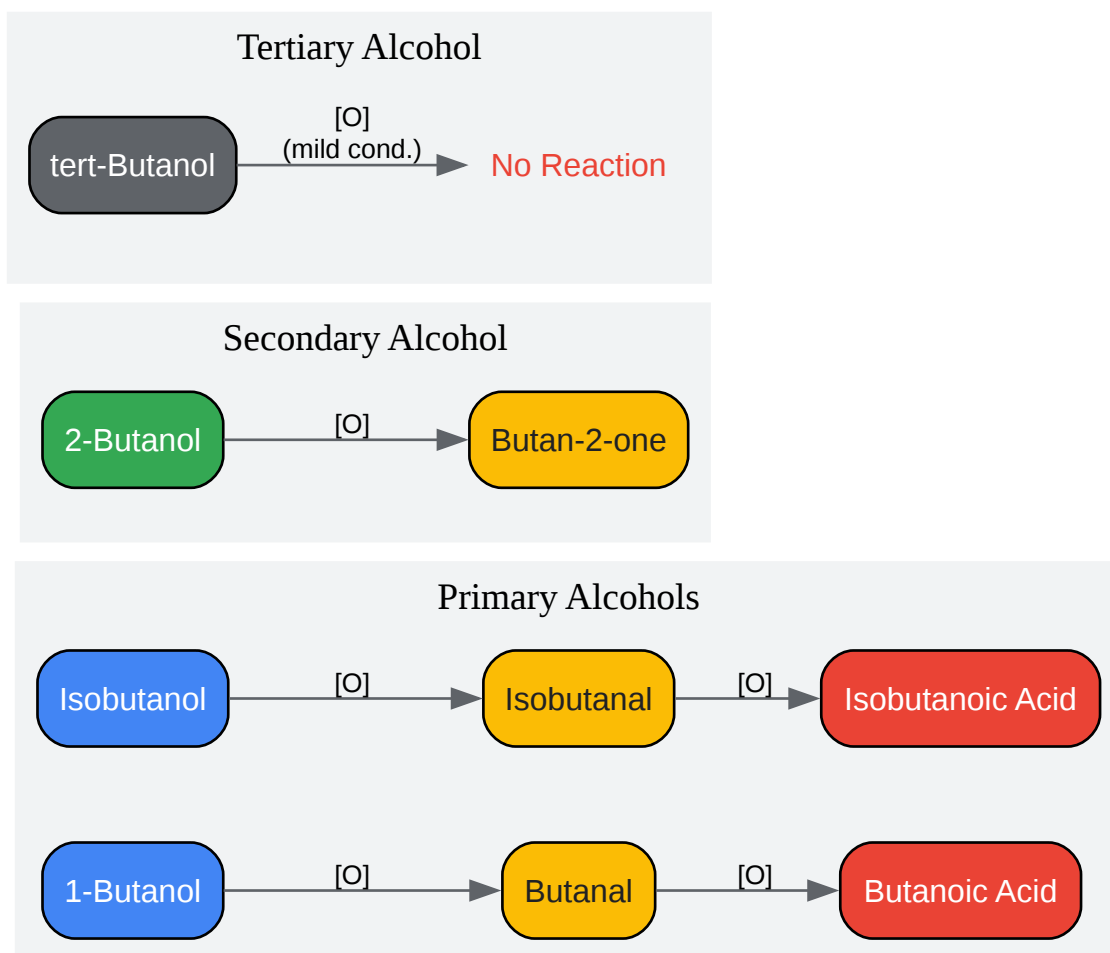 Tertiary Alcohol
[O]
(mild cond.)
tert-Butanol
No Reaction
Secondary Alcohol
2-Butanol
[O]
Butan-2-one
Primary Alcohols
Isobutanol
[O]
Isobutanal
[O]
Isobutanoic Acid
1-Butanol
[O]
Butanal
[O]
Butanoic Acid